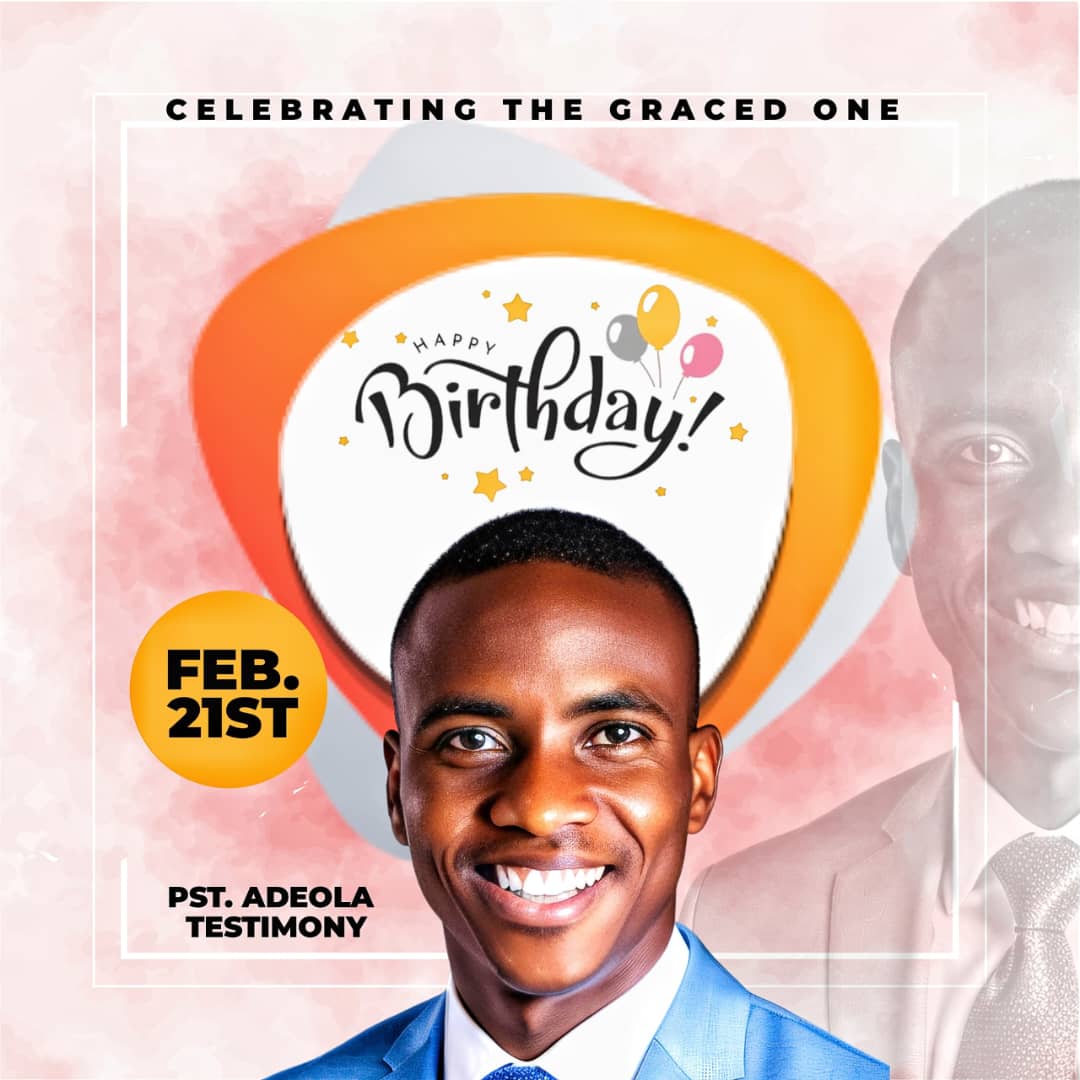 CELEBRATING THE GRACED ONE
HAPPY
Birthday!
FEB.
21ST
PST. ADEOLA
TESTIMONY